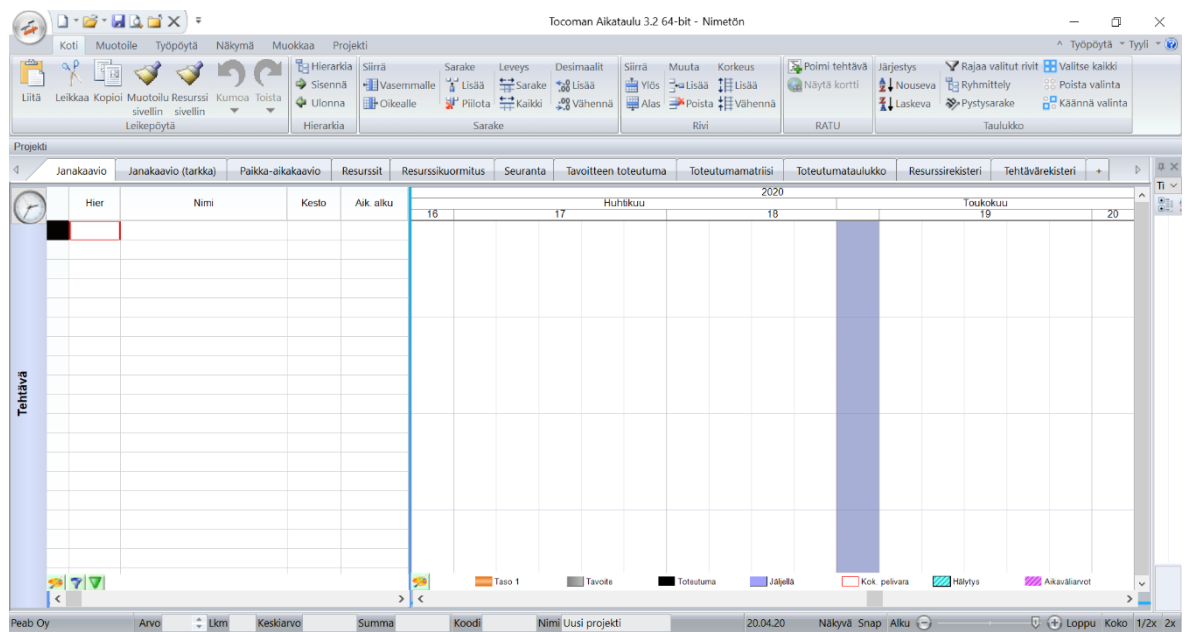 Tocoman Aikataulu 3.2 64-bit - Nimetön
Koti Muotoile Työpöytä Näkymä Muokkaa Projekti
Työpöytä Tyyli
Liitä
Leikkaa Kopioi Muotoilu sivellin Resurssi sivellin Kumoa Toista
Leikepöytä
Hierarkia
Sisennä
Ulonna
Hierarkia
Siirrä Sarake Leveys Desimaalit
Vasemmalle Lisää Sarake Lisää
Oikealle Piilota Kaikki Vähennä
Sarake
Siirrä Muuta Korkeus
Ylös Lisää Lisää
Alas Poista Vähennä
Rivi
Poimi tehtävä
Näytä kortti
RATU
Järjestys Rajaa valitut rivit Valitse kaikki
Nouseva Ryhmittely Poista valinta
Laskeva Pystysarake Käännä valinta
Taulukko
Projekti
Janakaavio Janakaavio (tarkka) Paikka-aikakaavio Resurssit Resurssikuormitus Seuranta Tavoitteen toteutuma Toteutumamatriisi Toteutumataulukko Resurssirekisteri Tehtävärekisteri +
Ti
Hier Nimi Kesto Aik. alku
2020
Huhtikuu Toukokuu
16 17 18 19 20
Tehtävä
Taso 1 Tavoite Toteutuma Jäljellä Kok. pelivara Hälytys Aikaväliarvot
Peab Oy Arvo Lkm Keskiarvo Summa Koodi Nimi Uusi projekti 20.04.20 Näkyvä Snap Alku Loppu Koko 1/2x 2x